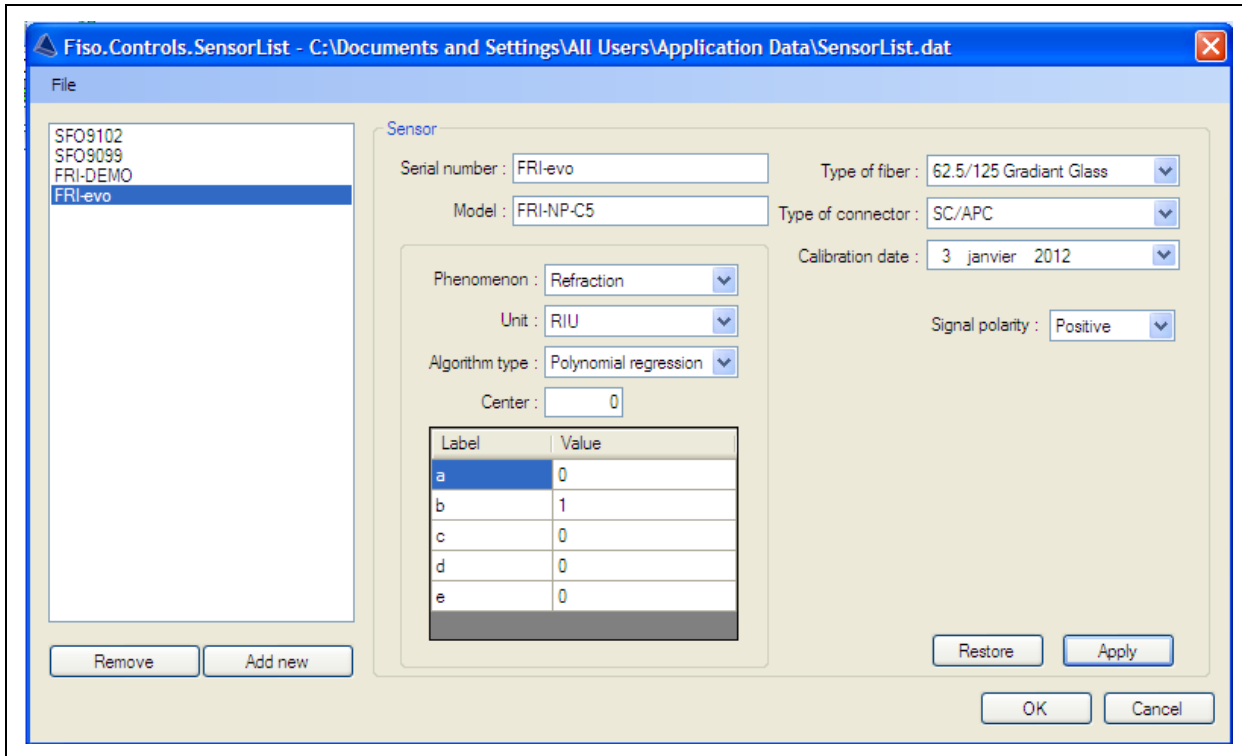 Fiso.Controls.SensorList - C:\Documents and Settings\All Users\Application Data\SensorList.dat
File
SFO9102
SFO9099
FRI-DEMO
FRI-evo
Sensor
Serial number : FRI-evo
Model : FRI-NP-C5
Phenomenon : Refraction
Unit : RIU
Algorithm type : Polynomial regression
Center : 0
Label Value
a 0
b 1
c 0
d 0
e 0
Type of fiber : 62.5/125 Gradiant Glass
Type of connector : SC/APC
Calibration date : 3 janvier 2012
Signal polarity : Positive
Remove Add new
Restore Apply
OK Cancel